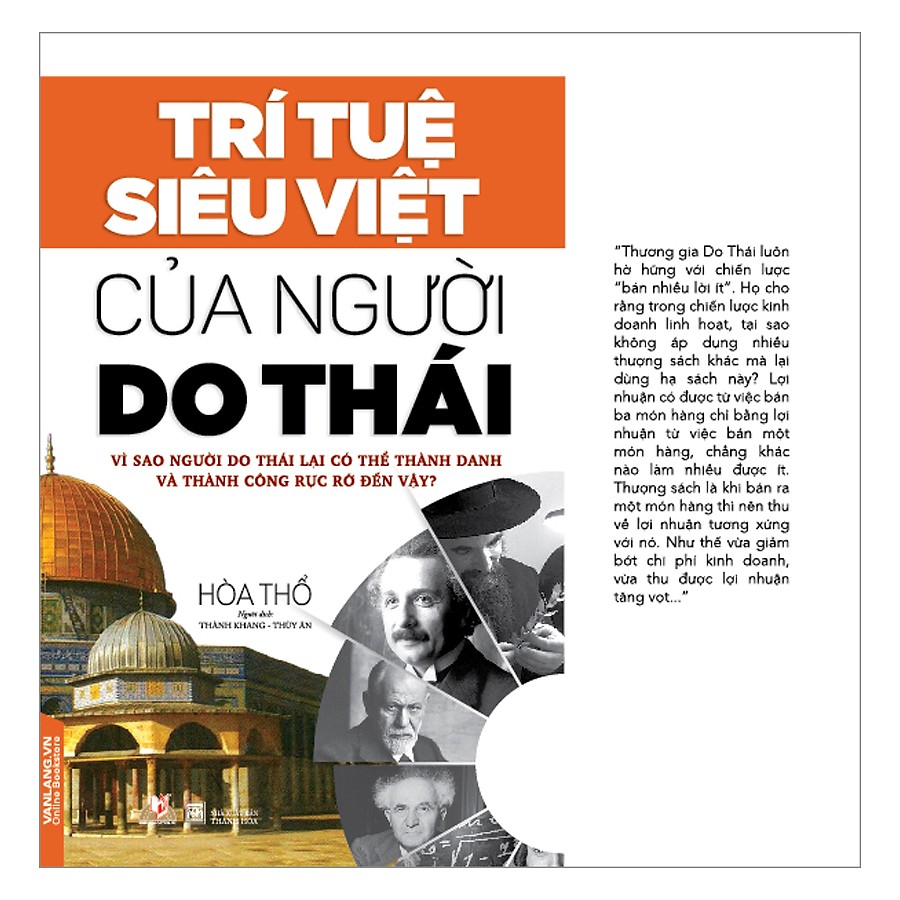 TRÍ TUỆ
SIÊU VIỆT
CỦA NGƯỜI
DO THÁI
VÌ SAO NGƯỜI DO THÁI LẠI CÓ THỂ THÀNH DANH
VÀ THÀNH CÔNG RỰC RỠ ĐẾN VẬY?
HÒA THỔ
Người dịch:
THÀNH KHANG - THÚY ÂN
VANLANG.VN
Online Bookstore
NHÀ XUẤT BẢN
THANH HÓA
"Thương gia Do Thái luôn
hờ hững với chiến lược
"bán nhiều lời ít". Họ cho
rằng trong chiến lược kinh
doanh linh hoạt, tại sao
không áp dụng nhiều
thượng sách khác mà lại
dùng hạ sách này? Lợi
nhuận có được từ việc bán
ba món hàng chỉ bằng lợi
nhuận từ việc bán một
món hàng, chẳng khác
nào làm nhiều được ít.
Thượng sách là khi bán ra
một món hàng thì nên thu
về lợi nhuận tương xứng
với nó. Như thế vừa giảm
bớt chi phí kinh doanh,
vừa thu được lợi nhuận
tăng vọt..."